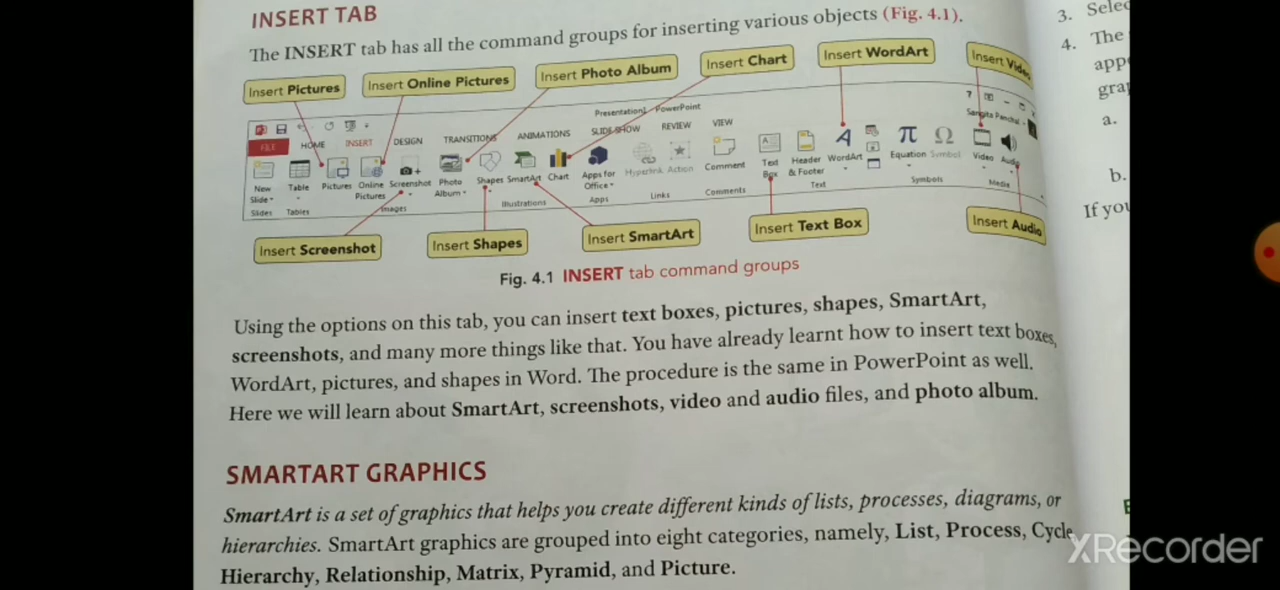 INSERT TAB
The INSERT tab has all the command groups for inserting various objects (Fig. 4.1).
Insert Pictures
Insert Online Pictures
Insert Photo Album
Insert Chart
Insert WordArt
Insert Video
Presentation1 - PowerPoint
Sangita Panchal
FILE HOME INSERT DESIGN TRANSITIONS ANIMATIONS SLIDE SHOW REVIEW VIEW
New Slide
Table
Pictures
Online Pictures
Screenshot
Photo Album
Shapes
SmartArt
Chart
Apps for Office
Hyperlink
Action
Comment
Text Box
Header & Footer
WordArt
Equation
Symbol
Video
Audio
Slides Tables Images Illustrations Apps Links Comments Text Symbols Media
Insert Screenshot
Insert Shapes
Insert SmartArt
Insert Text Box
Insert Audio
Fig. 4.1 INSERT tab command groups
Using the options on this tab, you can insert text boxes, pictures, shapes, SmartArt,
screenshots, and many more things like that. You have already learnt how to insert text boxes,
WordArt, pictures, and shapes in Word. The procedure is the same in PowerPoint as well.
Here we will learn about SmartArt, screenshots, video and audio files, and photo album.
SMARTART GRAPHICS
SmartArt is a set of graphics that helps you create different kinds of lists, processes, diagrams, or
hierarchies. SmartArt graphics are grouped into eight categories, namely, List, Process, Cycle
Hierarchy, Relationship, Matrix, Pyramid, and Picture.
3.
4. The
a.
b.
If you
XRecorder